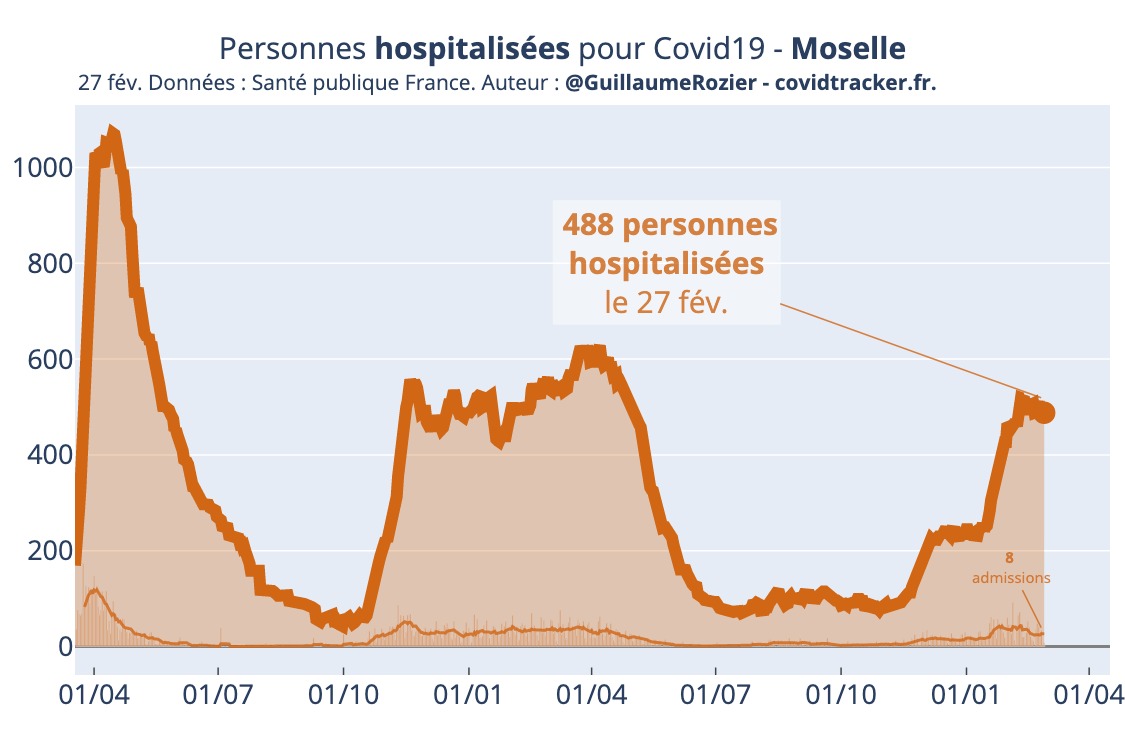 Personnes hospitalisées pour Covid19 - Moselle
27 fév. Données : Santé publique France. Auteur : @GuillaumeRozier - covidtracker.fr.
1000
800
600
400
200
0
488 personnes
hospitalisées
le 27 fév.
8
admissions
01/04
01/07
01/10
01/01
01/04
01/07
01/10
01/01
01/04